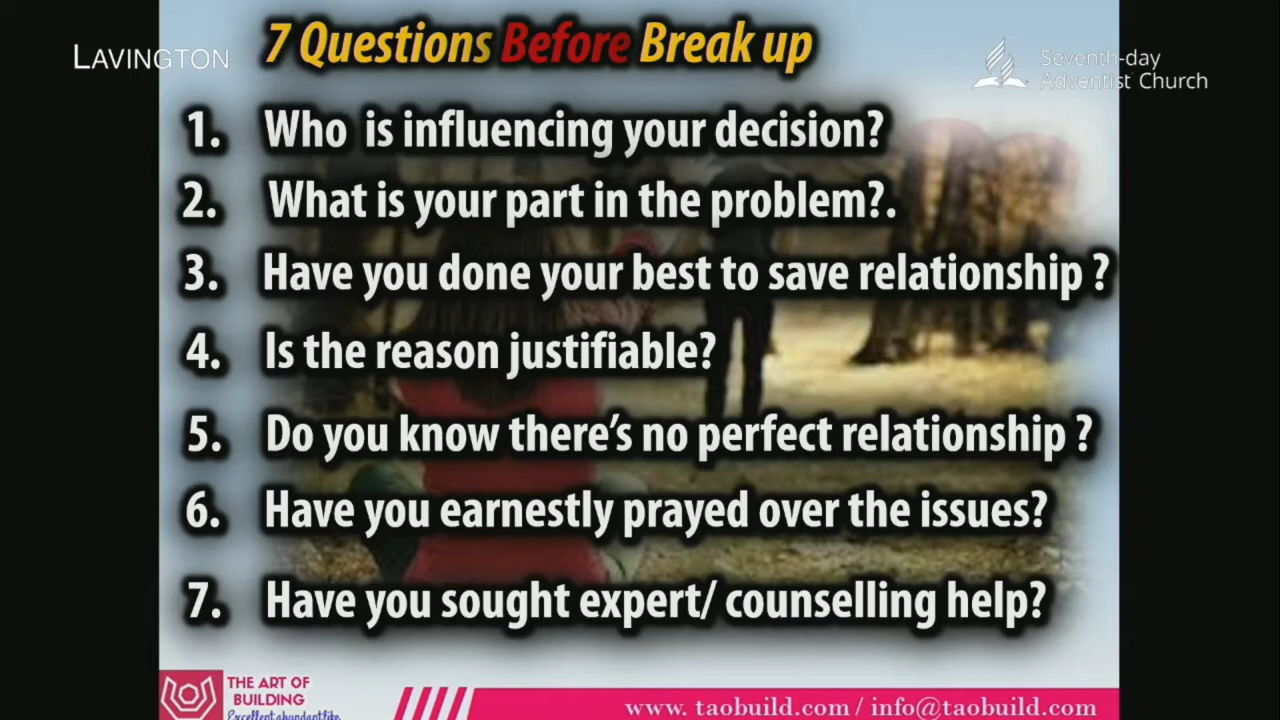 LAVINGTON
7 Questions Before Break up
Seventh-day
Adventist Church
1. Who is influencing your decision?
2. What is your part in the problem?.
3. Have you done your best to save relationship ?
4. Is the reason justifiable?
5. Do you know there's no perfect relationship ?
6. Have you earnestly prayed over the issues?
7. Have you sought expert/ counselling help?
THE ART OF
BUILDING
www. taobuild.com / info@taobuild.com